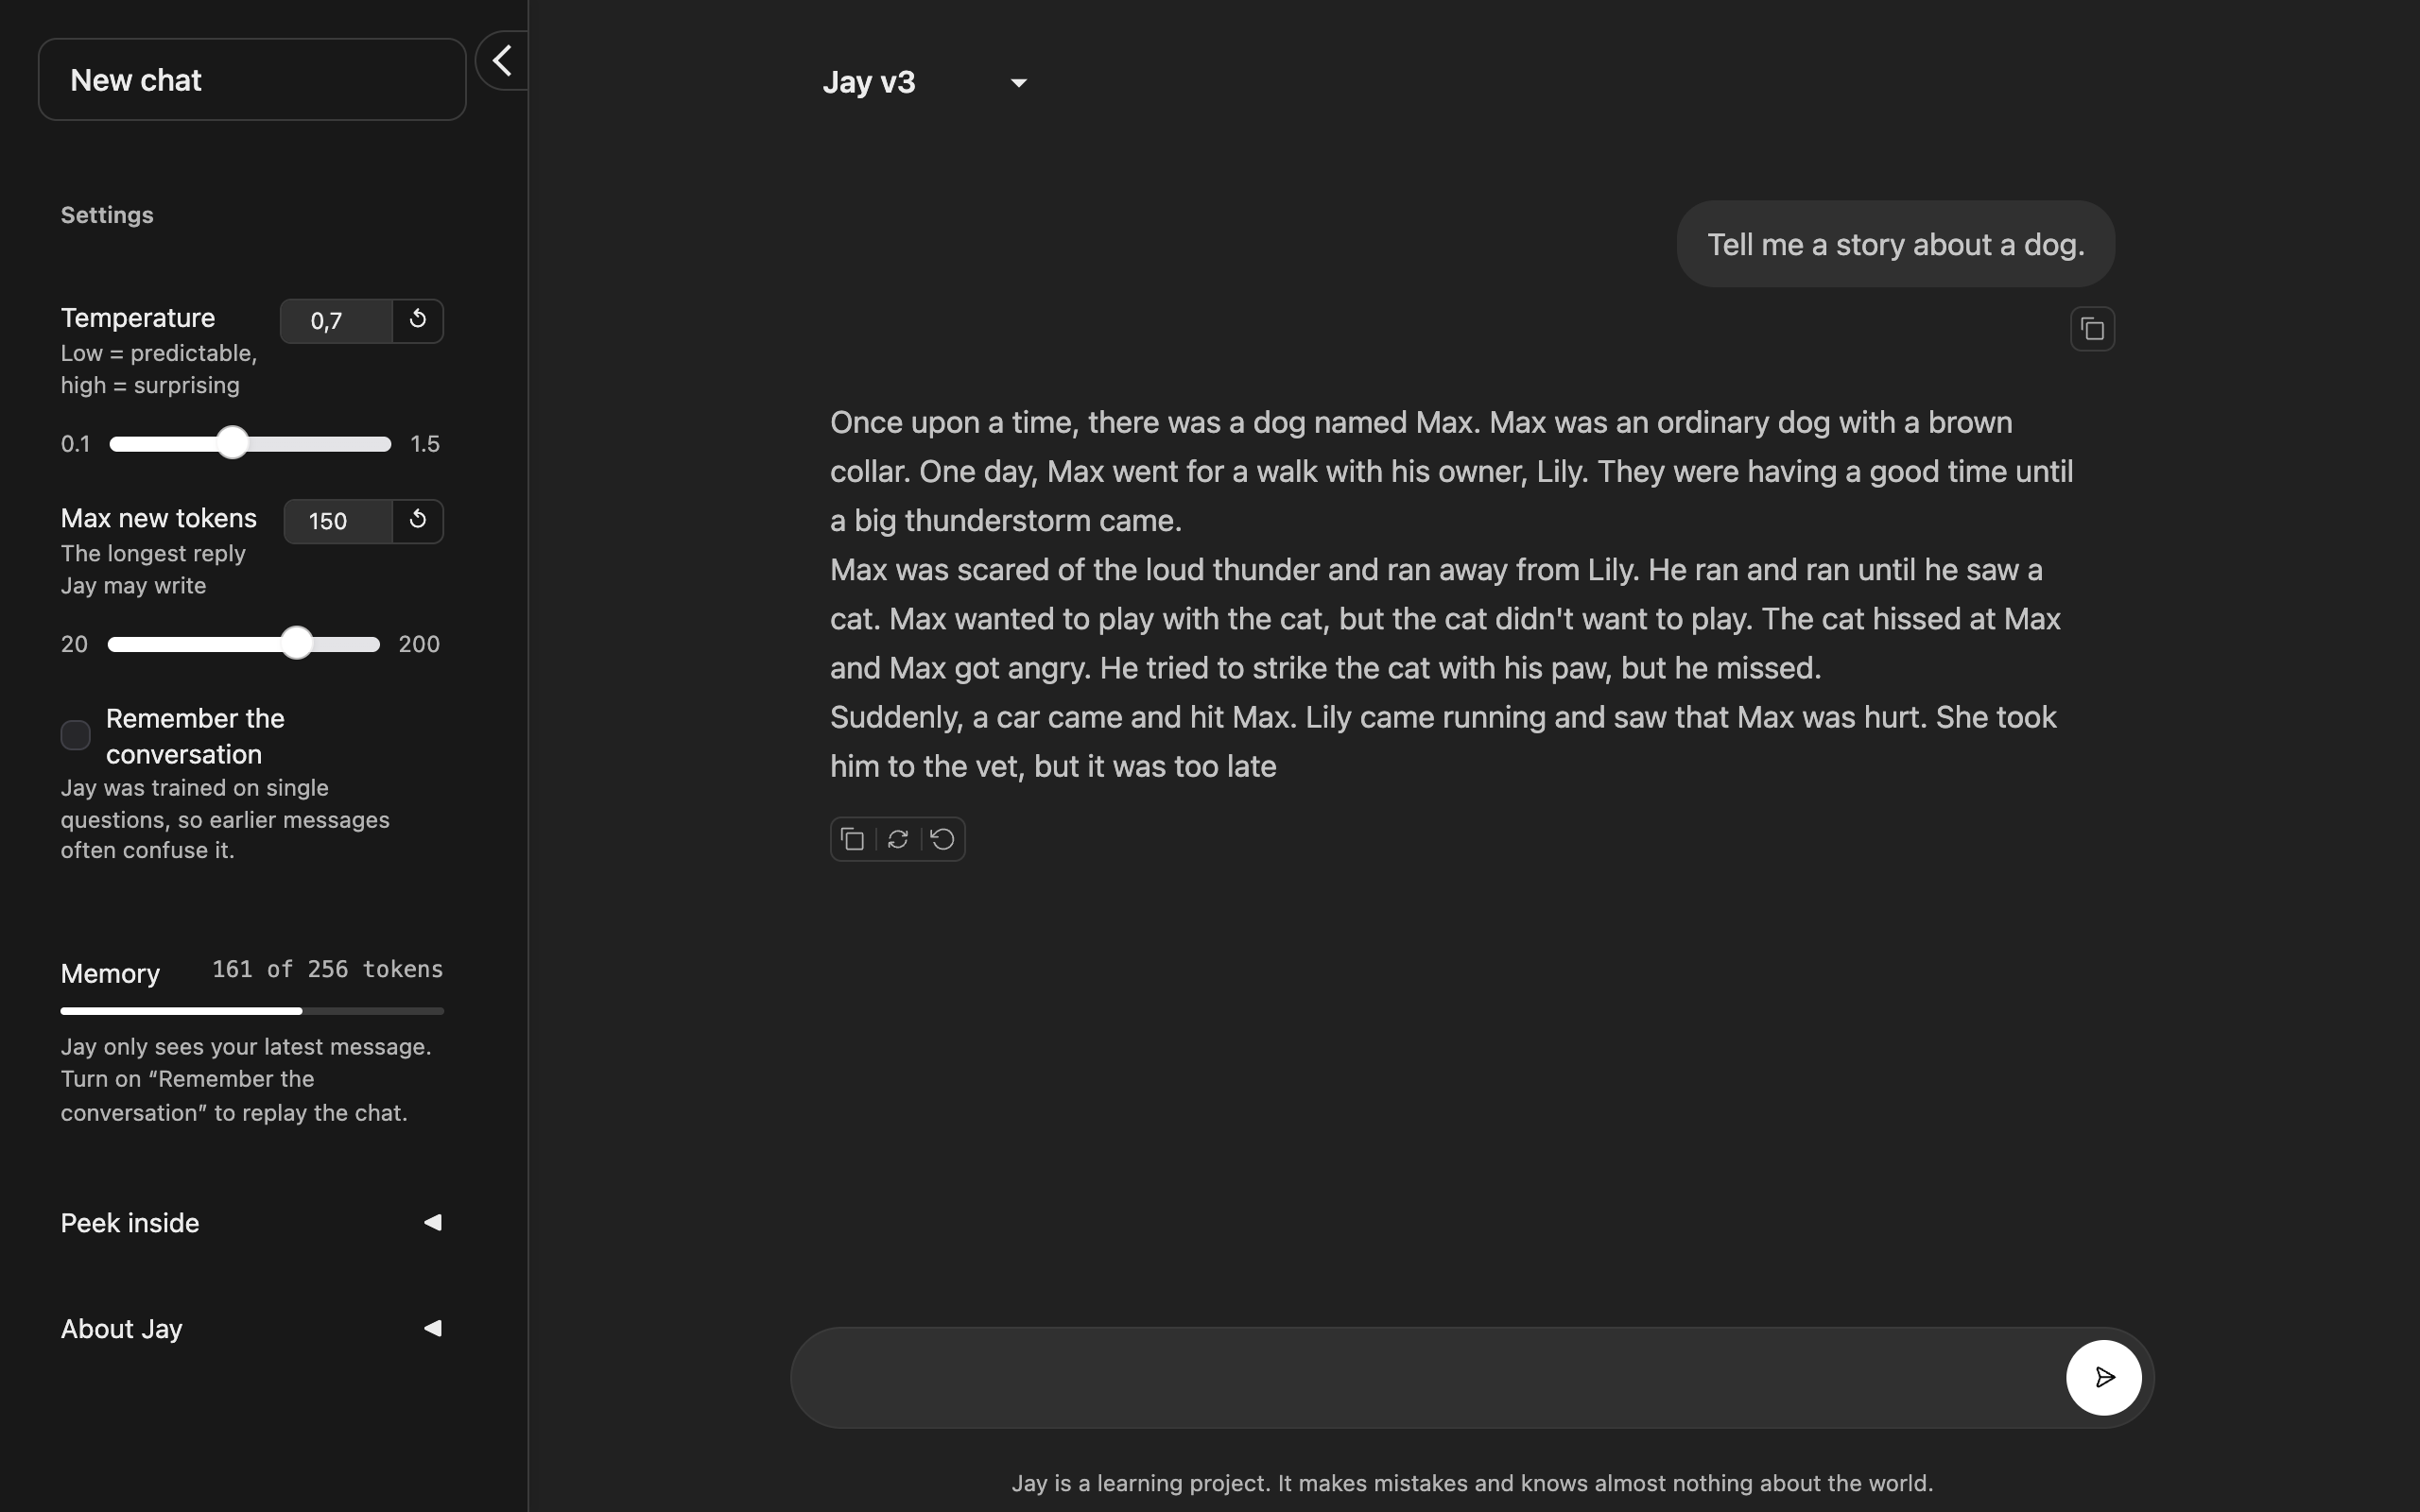 New chat
Settings
Temperature
0,7
Low = predictable,
high = surprising
0.1
1.5
Max new tokens
150
The longest reply
Jay may write
20
200
Remember the
conversation
Jay was trained on single
questions, so earlier messages
often confuse it.
Memory
161 of 256 tokens
Jay only sees your latest message.
Turn on “Remember the
conversation” to replay the chat.
Peek inside
About Jay
Jay v3
Tell me a story about a dog.
Once upon a time, there was a dog named Max. Max was an ordinary dog with a brown
collar. One day, Max went for a walk with his owner, Lily. They were having a good time until
a big thunderstorm came.
Max was scared of the loud thunder and ran away from Lily. He ran and ran until he saw a
cat. Max wanted to play with the cat, but the cat didn't want to play. The cat hissed at Max
and Max got angry. He tried to strike the cat with his paw, but he missed.
Suddenly, a car came and hit Max. Lily came running and saw that Max was hurt. She took
him to the vet, but it was too late
Jay is a learning project. It makes mistakes and knows almost nothing about the world.